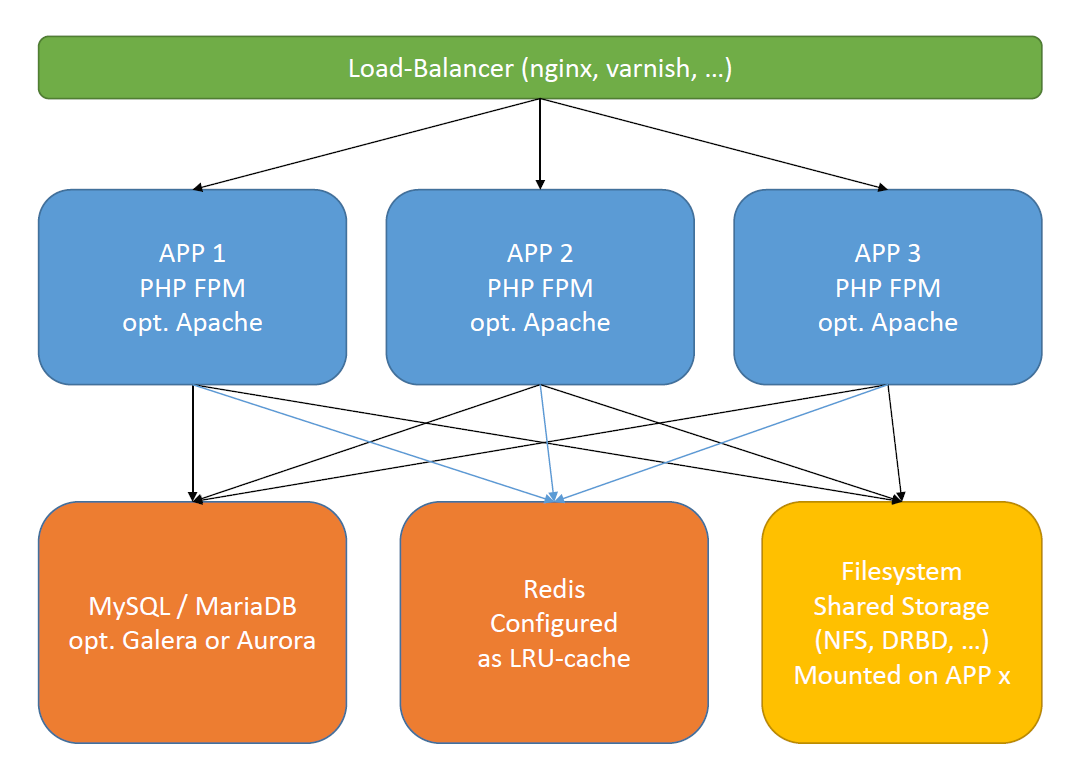 Load-Balancer (nginx, varnish, …)
APP 1
PHP FPM
opt. Apache
APP 2
PHP FPM
opt. Apache
APP 3
PHP FPM
opt. Apache
MySQL / MariaDB
opt. Galera or Aurora
Redis
Configured
as LRU-cache
Filesystem
Shared Storage
(NFS, DRBD, …)
Mounted on APP x